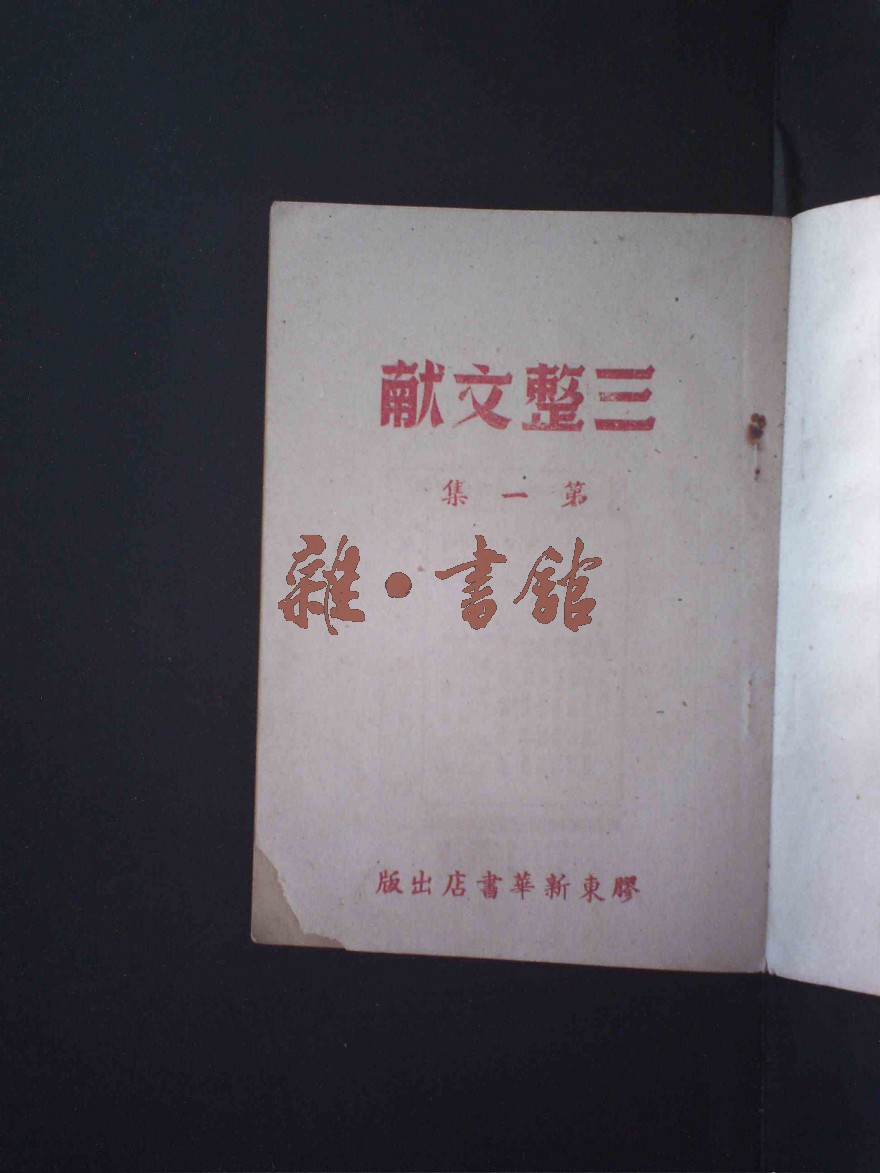 三整文献
第一集
雜·書館
膠東新華書店出版